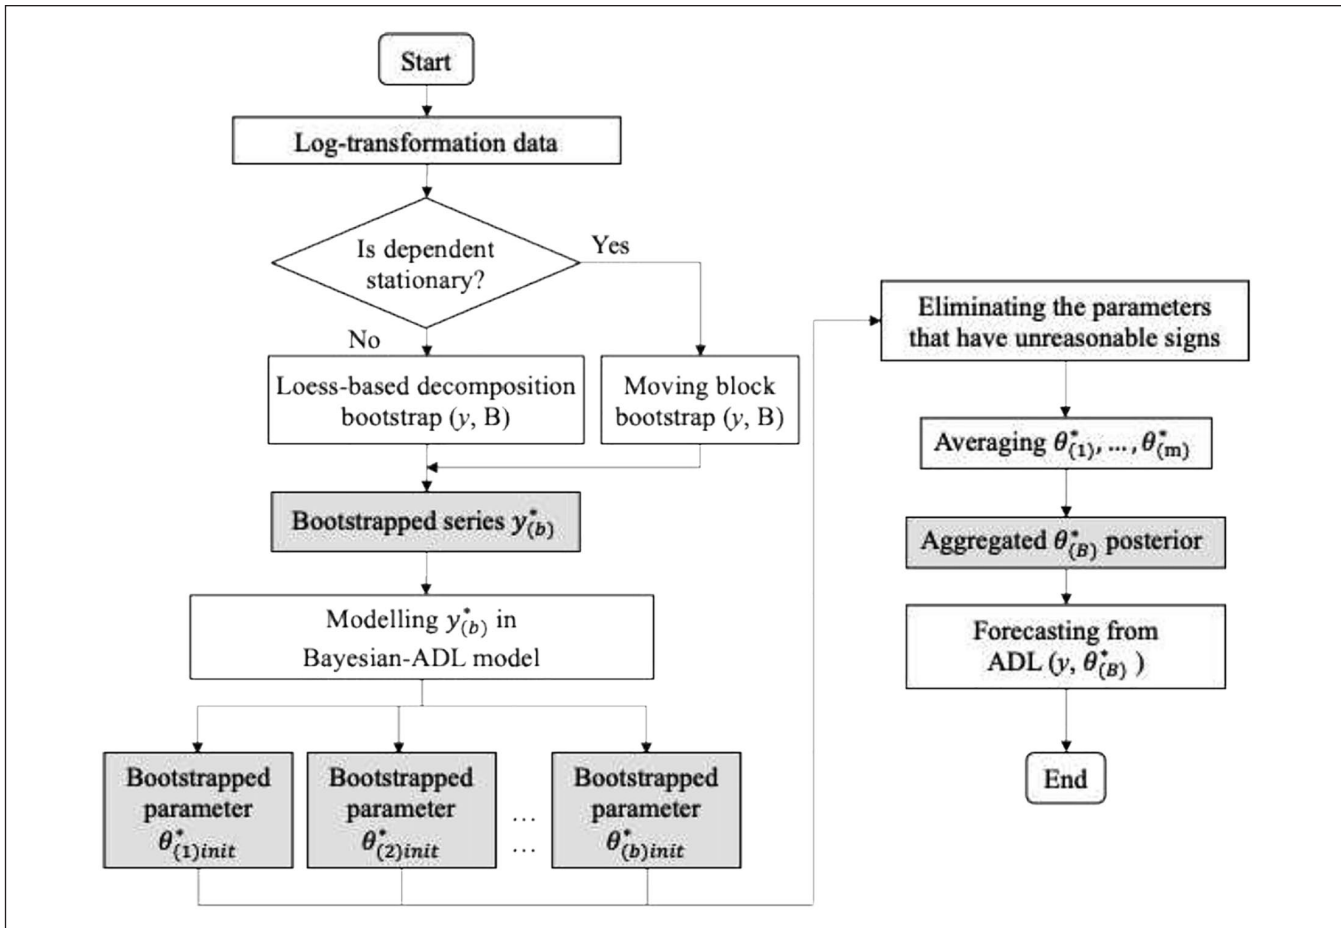 Start
Log-transformation data
Is dependent
stationary?
Yes
No
Loess-based decomposition
bootstrap (y, B)
Moving block
bootstrap (y, B)
Bootstrapped series y*(b)
Modelling y*(b) in
Bayesian-ADL model
Bootstrapped
parameter
θ*(1)init
Bootstrapped
parameter
θ*(2)init
...
...
Bootstrapped
parameter
θ*(b)init
Eliminating the parameters
that have unreasonable signs
Averaging θ*(1), ... , θ*(m)
Aggregated θ*(B) posterior
Forecasting from
ADL (y, θ*(B) )
End